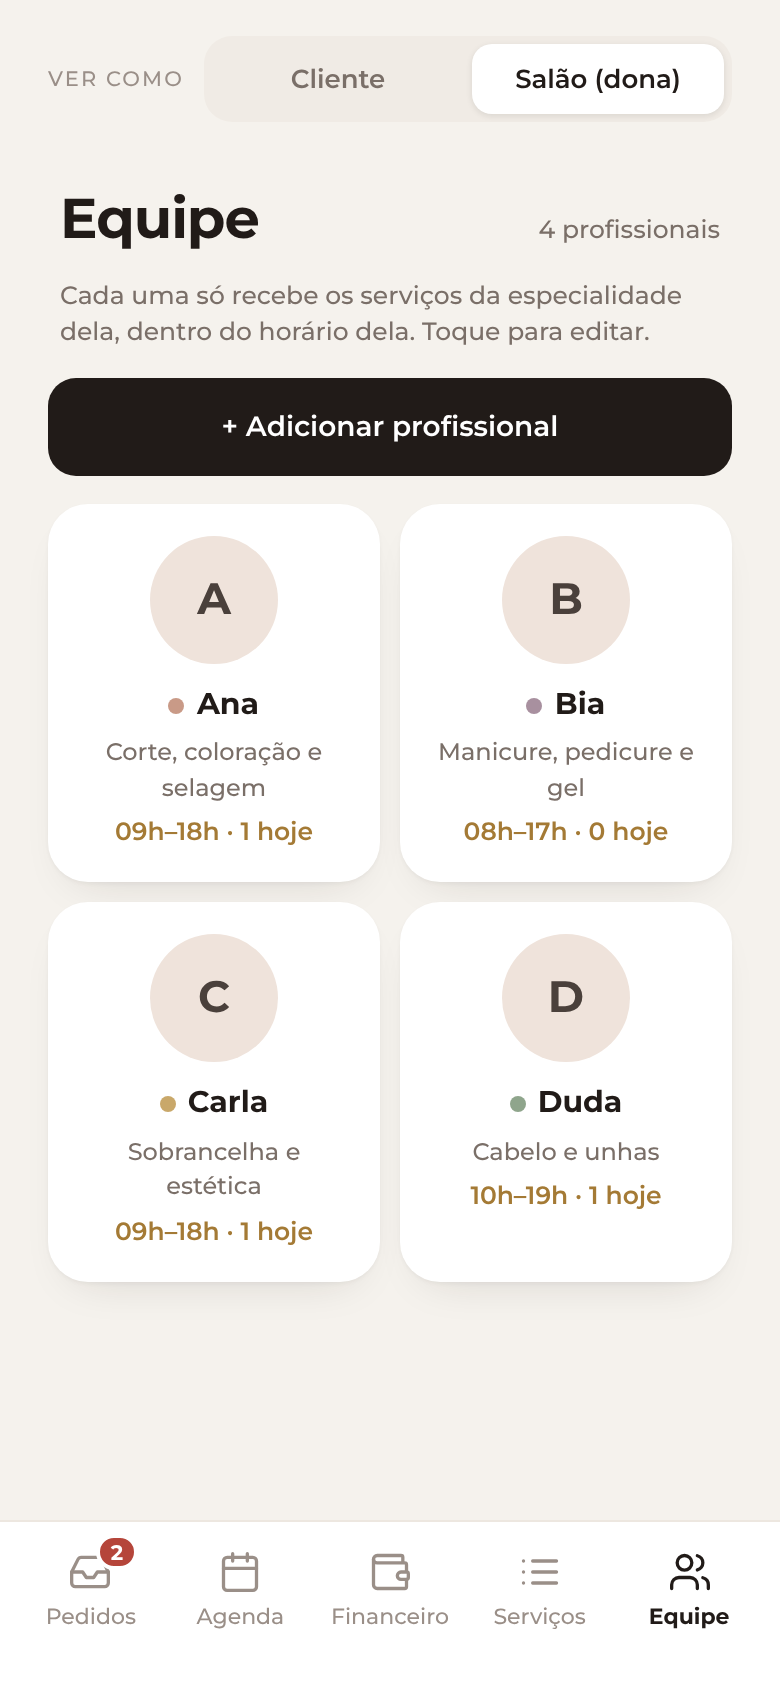 VER COMO
Cliente
Salão (dona)
Equipe
4 profissionais
Cada uma só recebe os serviços da especialidade
dela, dentro do horário dela. Toque para editar.
+ Adicionar profissional
A
Ana
Corte, coloração e
selagem
09h–18h · 1 hoje
B
Bia
Manicure, pedicure e
gel
08h–17h · 0 hoje
C
Carla
Sobrancelha e
estética
09h–18h · 1 hoje
D
Duda
Cabelo e unhas
10h–19h · 1 hoje
2
Pedidos
Agenda
Financeiro
Serviços
Equipe